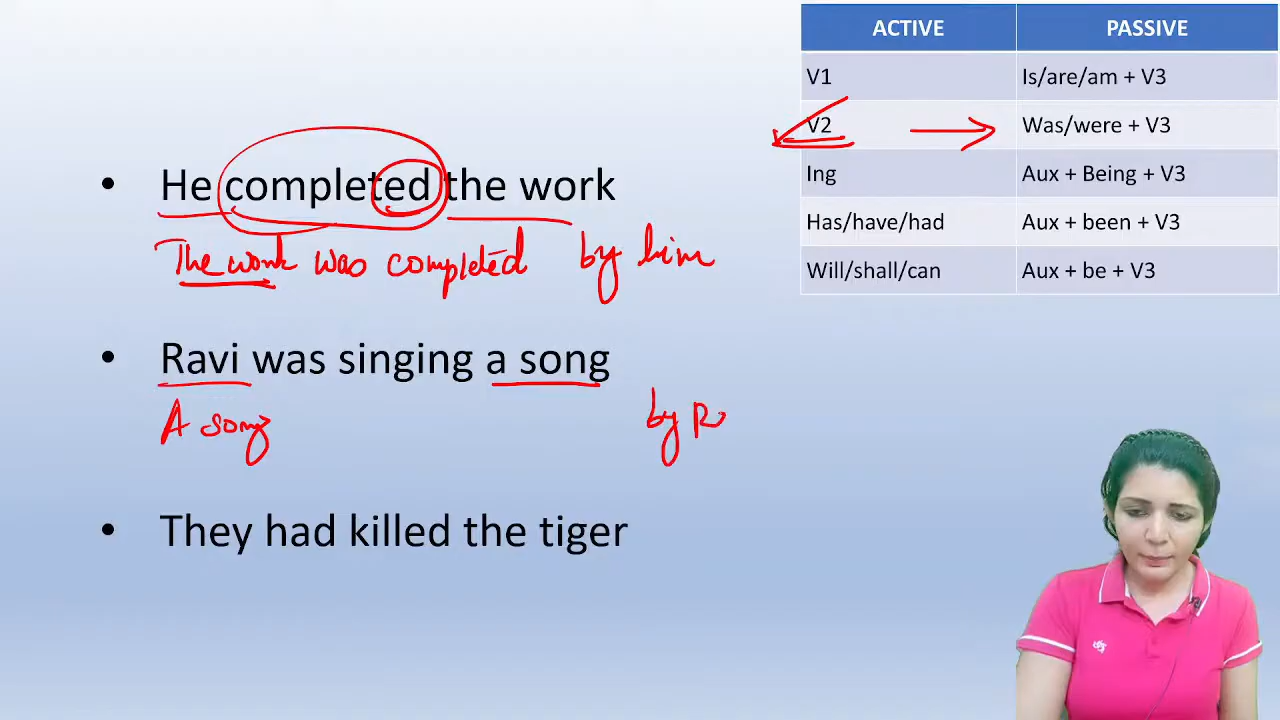 ACTIVE PASSIVE
V1 Is/are/am + V3
V2 Was/were + V3
Ing Aux + Being + V3
Has/have/had Aux + been + V3
Will/shall/can Aux + be + V3
• He completed the work
The work was completed by him
• Ravi was singing a song
A song by R
• They had killed the tiger